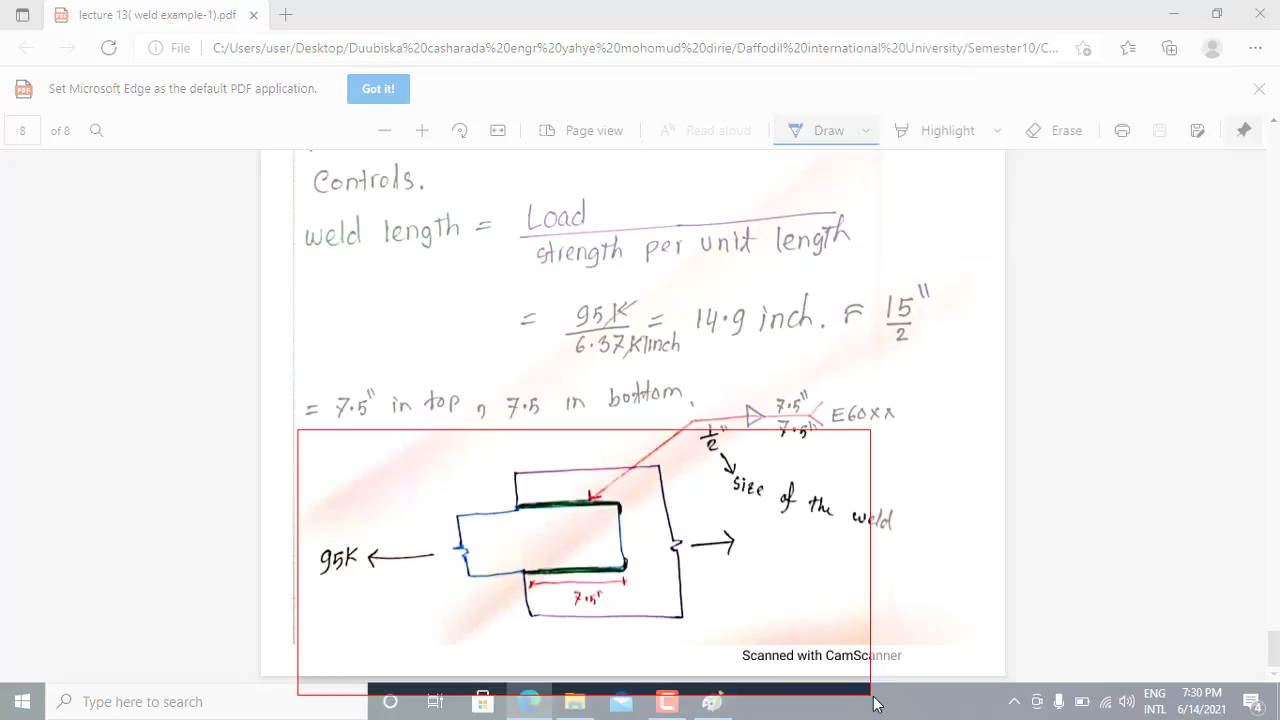 lecture 13( weld example-1).pdf
File
C:/Users/user/Desktop/Duubiska%20casharada%20engr%20yahye%20mohomud%20dirie/Daffodil%20international%20University/Semester10/C...
Set Microsoft Edge as the default PDF application.
Got it!
8 of 8
Page view
Read aloud
Draw
Highlight
Erase
Controls.
weld length = Load
strength per unit length
= 95K = 14.9 inch. 15"
6.37K/inch 2
= 7.5" in top , 7.5 in bottom.
7.5"
E60xx
7.5"
1"
2
size of the weld
95K
7.5"
Scanned with CamScanner
Type here to search
ENG
INTL
7:30 PM
6/14/2021
4